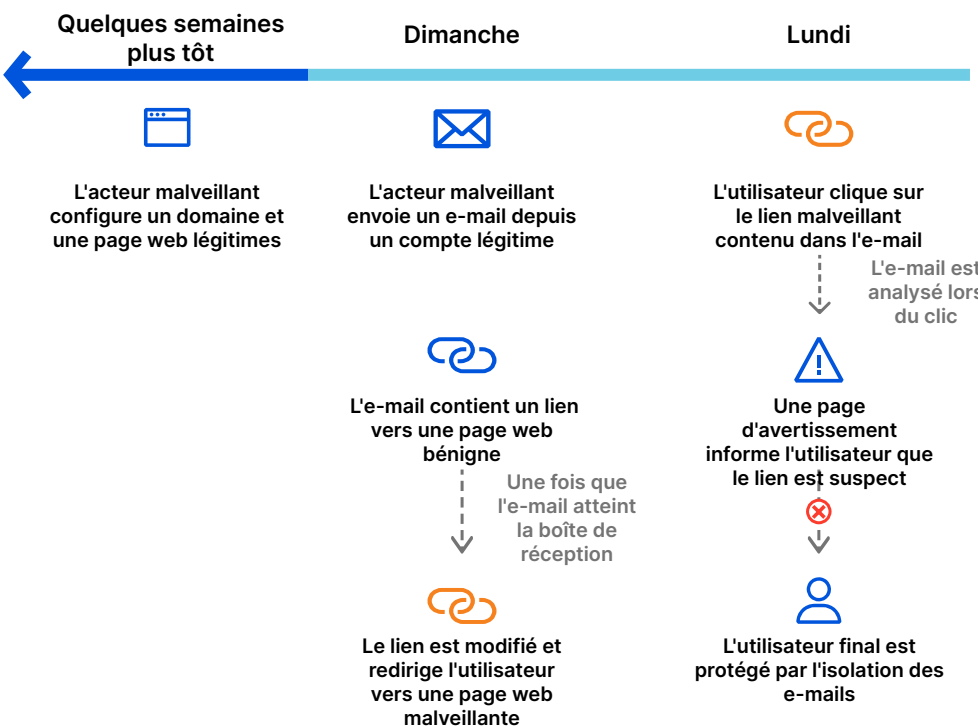 Quelques semaines
plus tôt
Dimanche
Lundi
L'acteur malveillant
configure un domaine et
une page web légitimes
L'acteur malveillant
envoie un e-mail depuis
un compte légitime
L'utilisateur clique sur
le lien malveillant
contenu dans l'e-mail
L'e-mail est
analysé lors
du clic
L'e-mail contient un lien
vers une page web
bénigne
Une page
d'avertissement
informe l'utilisateur que
le lien est suspect
Une fois que
l'e-mail atteint
la boîte de
réception
Le lien est modifié et
redirige l'utilisateur
vers une page web
malveillante
L'utilisateur final est
protégé par l'isolation des
e-mails